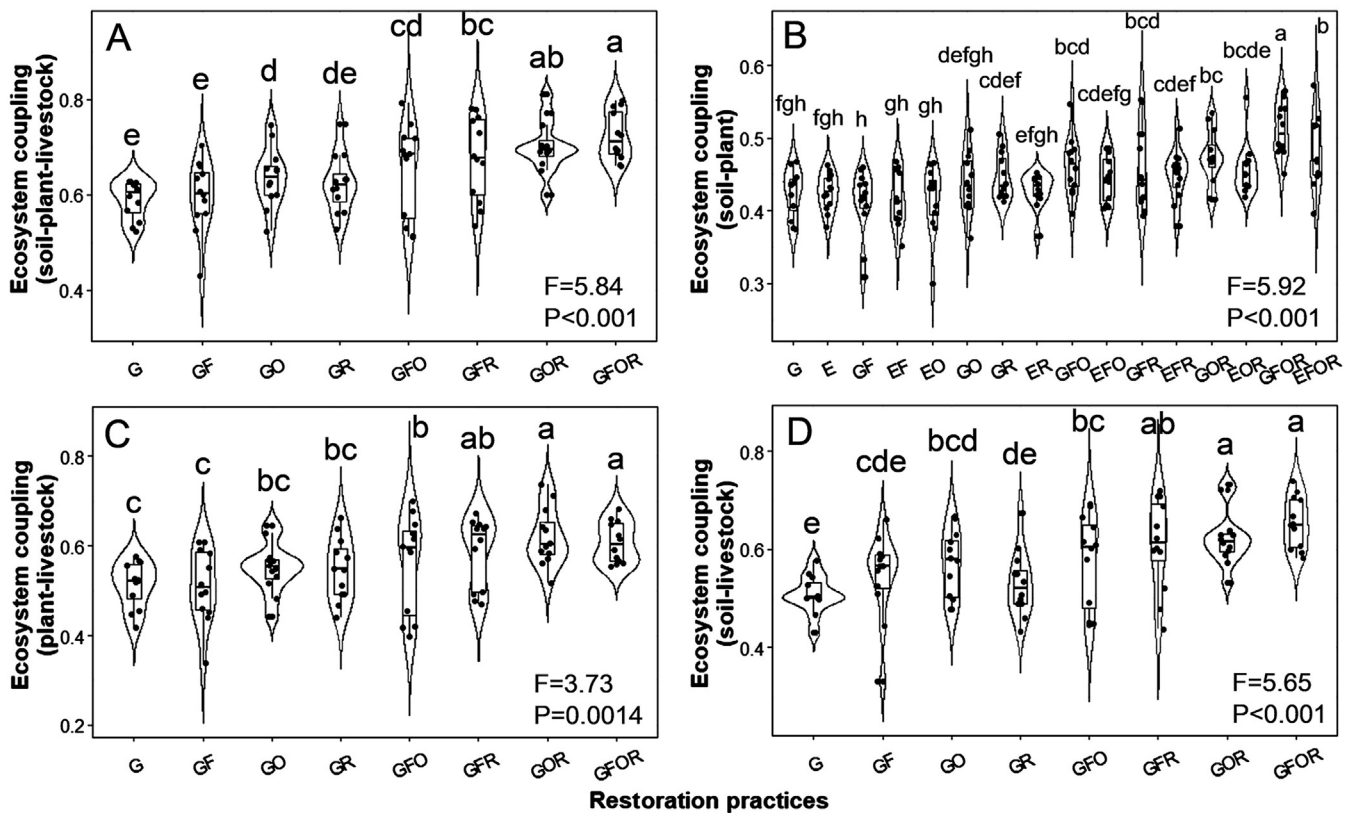 A
Ecosystem coupling
(soil-plant-livestock)
0.8
0.6
0.4
e
e
d
de
cd
bc
ab
a
F=5.84
P<0.001
G
GF
GO
GR
GFO
GFR
GOR
GFOR
B
Ecosystem coupling
(soil-plant)
0.6
0.5
0.4
0.3
fgh
fgh
h
gh
gh
defgh
cdef
efgh
bcd
cdefg
bcd
cdef
bc
bcde
a
b
F=5.92
P<0.001
G
E
GF
EF
EO
GO
GR
ER
GFO
EFO
GFR
EFR
GOR
EOR
GFOR
EFOR
C
Ecosystem coupling
(plant-livestock)
0.8
0.6
0.4
0.2
c
c
bc
bc
b
ab
a
a
F=3.73
P=0.0014
G
GF
GO
GR
GFO
GFR
GOR
GFOR
D
Ecosystem coupling
(soil-livestock)
0.8
0.6
0.4
e
cde
bcd
de
bc
ab
a
a
F=5.65
P<0.001
G
GF
GO
GR
GFO
GFR
GOR
GFOR
Restoration practices